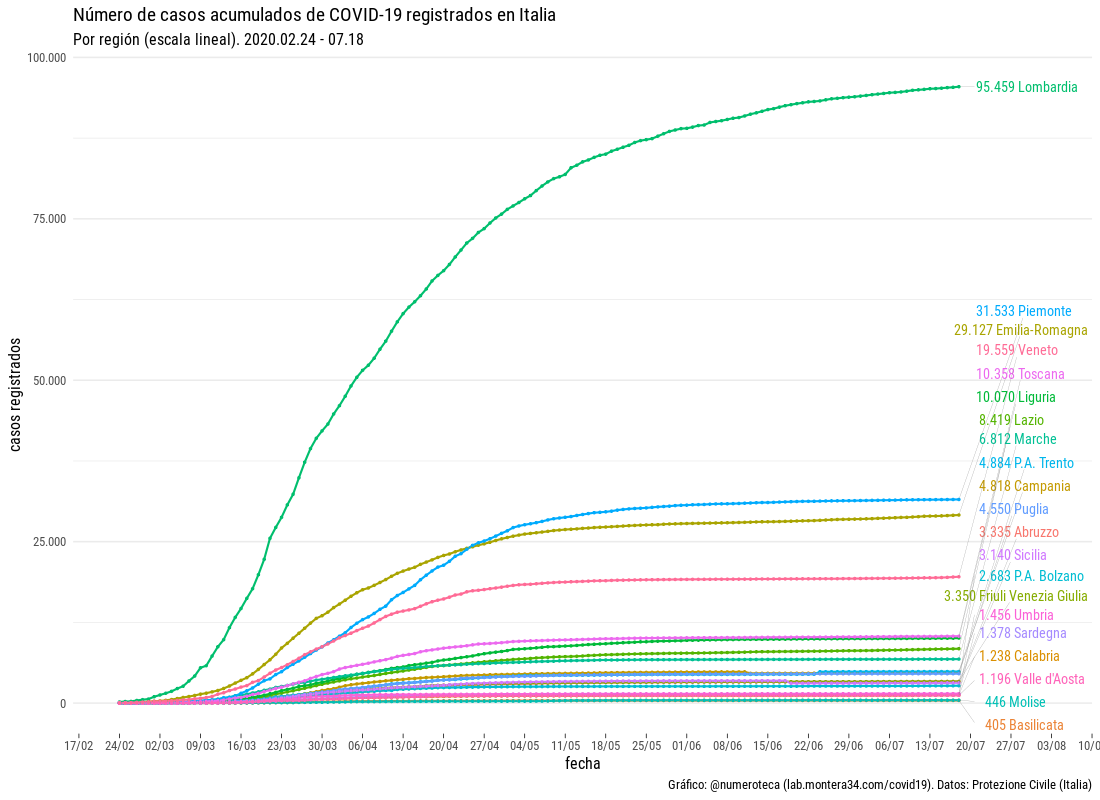 Número de casos acumulados de COVID-19 registrados en Italia
Por región (escala lineal). 2020.02.24 - 07.18
100.000
75.000
50.000
25.000
0
casos registrados
95.459 Lombardia
31.533 Piemonte
29.127 Emilia-Romagna
19.559 Veneto
10.358 Toscana
10.070 Liguria
8.419 Lazio
6.812 Marche
4.884 P.A. Trento
4.818 Campania
4.550 Puglia
3.335 Abruzzo
3.140 Sicilia
2.683 P.A. Bolzano
3.350 Friuli Venezia Giulia
1.456 Umbria
1.378 Sardegna
1.238 Calabria
1.196 Valle d'Aosta
446 Molise
405 Basilicata
17/02 24/02 02/03 09/03 16/03 23/03 30/03 06/04 13/04 20/04 27/04 04/05 11/05 18/05 25/05 01/06 08/06 15/06 22/06 29/06 06/07 13/07 20/07 27/07 03/08 10/0
fecha
Gráfico: @numeroteca (lab.montera34.com/covid19). Datos: Protezione Civile (Italia)